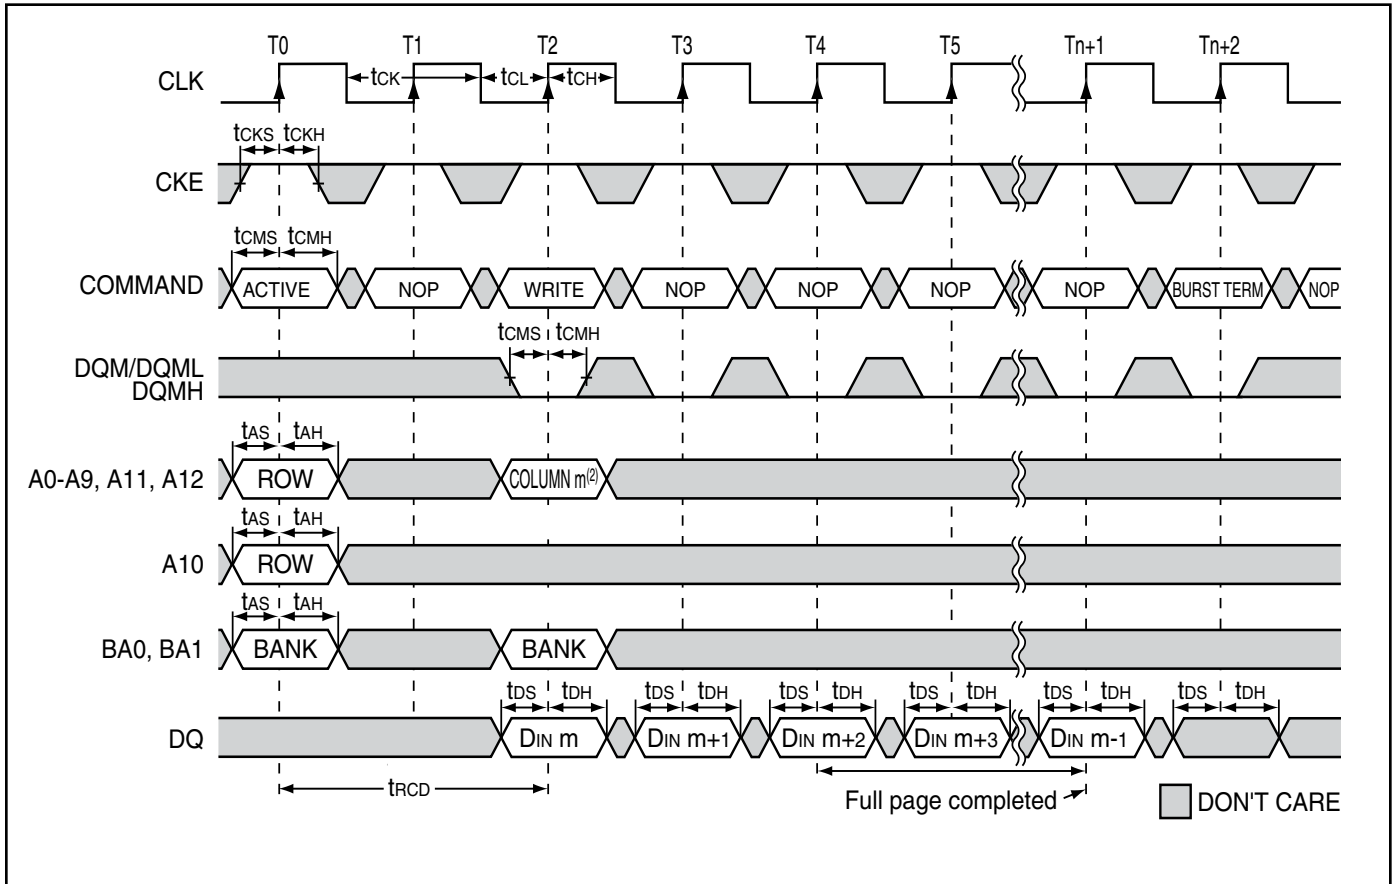 T0 T1 T2 T3 T4 T5 Tn+1 Tn+2
CLK tCK tCL tCH
tCKS tCKH
CKE
tCMS tCMH
COMMAND ACTIVE NOP WRITE NOP NOP NOP NOP BURST TERM NOP
tCMS tCMH
DQM/DQML
DQMH
tAS tAH
A0-A9, A11, A12 ROW COLUMN m(2)
tAS tAH
A10 ROW
tAS tAH
BA0, BA1 BANK BANK
tDS tDH tDS tDH tDS tDH tDS tDH tDS tDH tDS tDH
DQ DIN m DIN m+1 DIN m+2 DIN m+3 DIN m-1
tRCD
Full page completed DON'T CARE